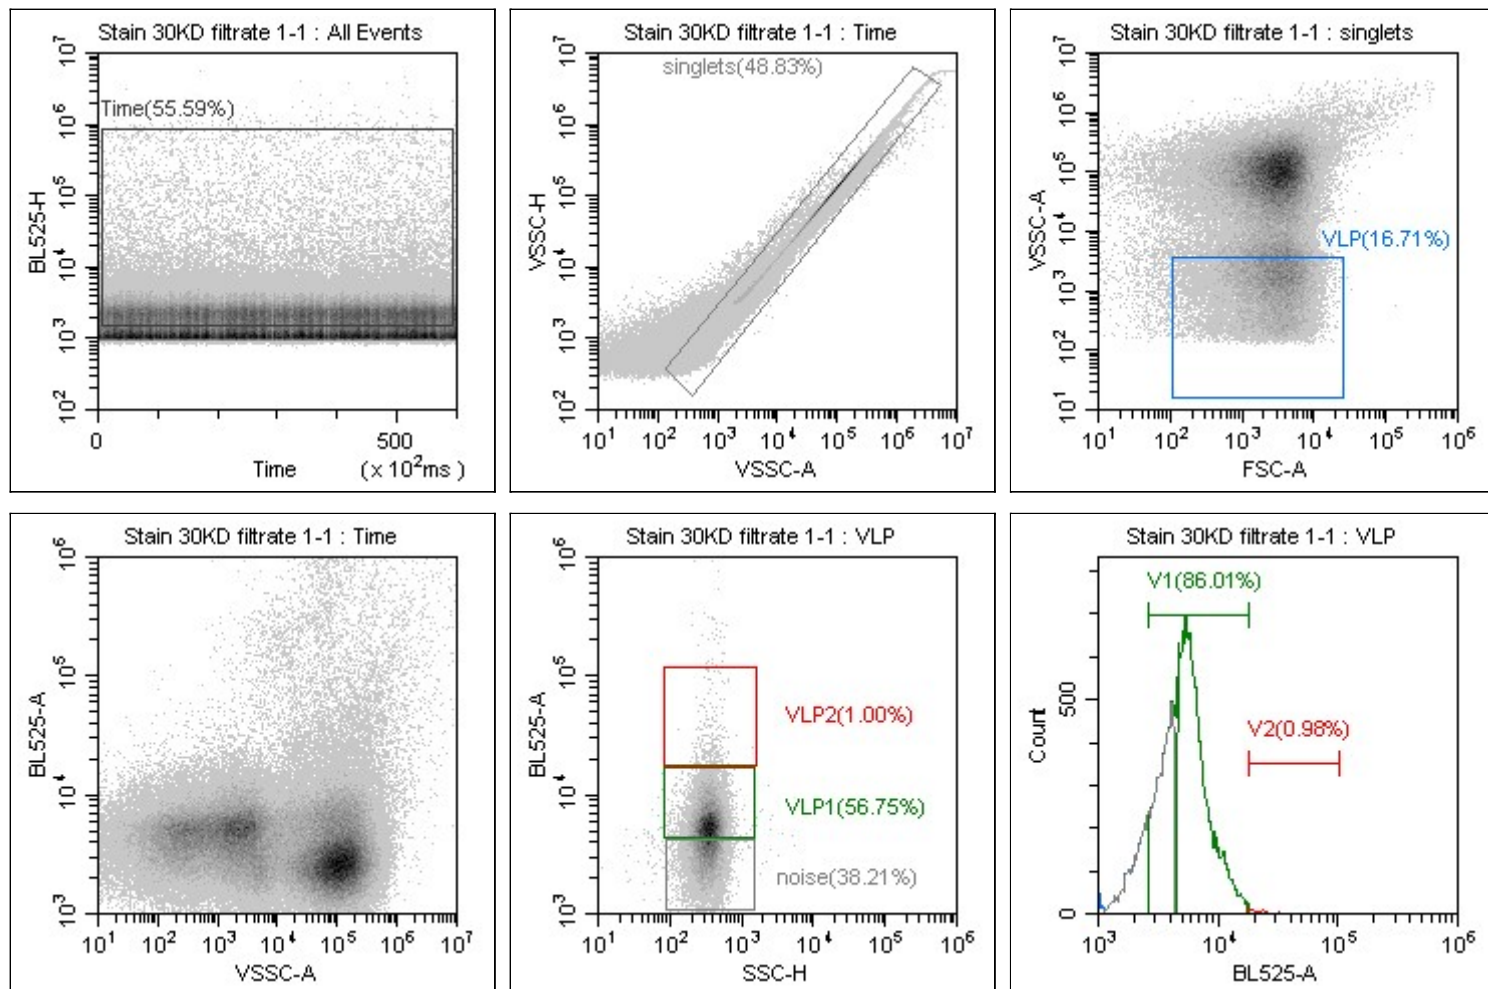 Stain 30KD filtrate 1-1 : All Events
Time(55.59%)
BL525-H
10⁷
10⁶
10⁵
10⁴
10³
10²
0
500
Time
(x 10²ms )
Stain 30KD filtrate 1-1 : Time
singlets(48.83%)
VSSC-H
10⁷
10⁶
10⁵
10⁴
10³
10²
10¹ 10² 10³ 10⁴ 10⁵ 10⁶ 10⁷
VSSC-A
Stain 30KD filtrate 1-1 : singlets
VLP(16.71%)
VSSC-A
10⁷
10⁶
10⁵
10⁴
10³
10²
10¹
10¹ 10² 10³ 10⁴ 10⁵ 10⁶
FSC-A
Stain 30KD filtrate 1-1 : Time
BL525-A
10⁶
10⁵
10⁴
10³
10¹ 10² 10³ 10⁴ 10⁵ 10⁶ 10⁷
VSSC-A
Stain 30KD filtrate 1-1 : VLP
BL525-A
10⁶
10⁵
10⁴
10³
VLP2(1.00%)
VLP1(56.75%)
noise(38.21%)
10¹ 10² 10³ 10⁴ 10⁵ 10⁶
SSC-H
Stain 30KD filtrate 1-1 : VLP
V1(86.01%)
V2(0.98%)
Count
500
0
10³ 10⁴ 10⁵ 10⁶
BL525-A